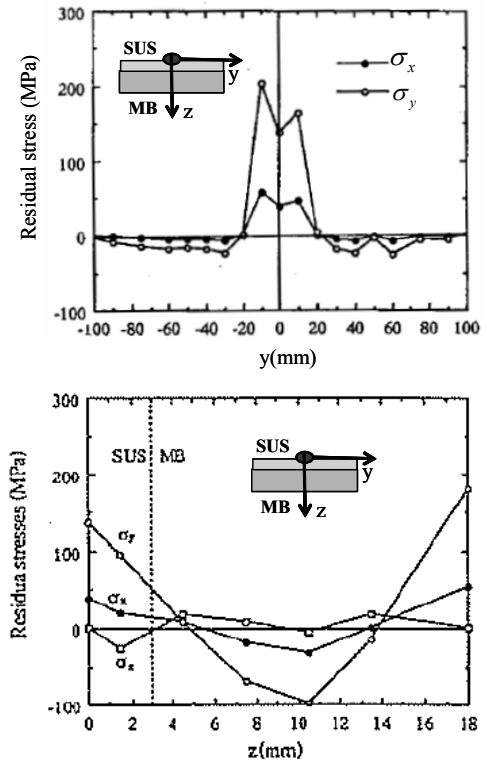 Residual stress (MPa)
300
200
100
0
-100
SUS
y
MB
z
σx
σy
-100 -80 -60 -40 -20 0 20 40 60 80 100
y(mm)
Residua stresses (MPa)
300
200
100
0
-100
SUS MB
SUS
y
MB
z
σy
σx
σz
0 2 4 6 8 10 12 14 16 18
z(mm)